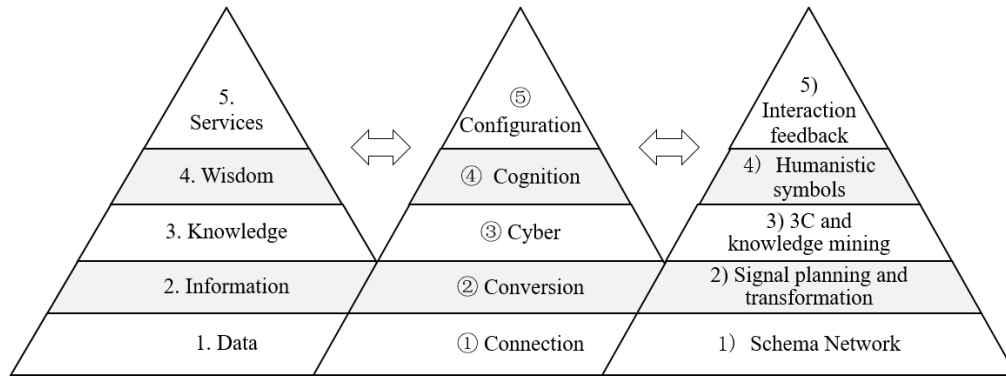 5.
Services
4. Wisdom
3. Knowledge
2. Information
1. Data
⑤
Configuration
④ Cognition
③ Cyber
② Conversion
① Connection
5)
Interaction
feedback
4） Humanistic
symbols
3) 3C and
knowledge mining
2) Signal planning and
transformation
1） Schema Network